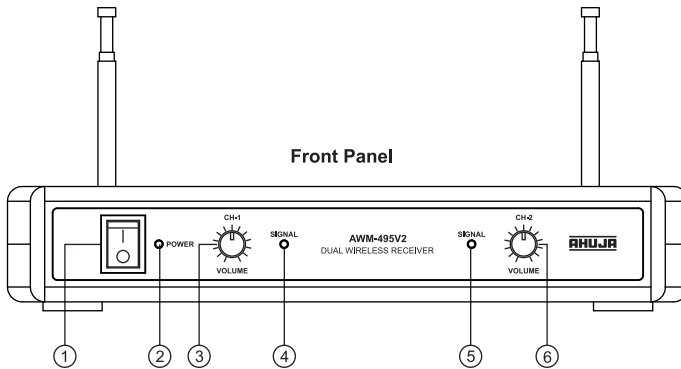 Front Panel
CH-1
CH-2
SIGNAL
AWM-495V2
SIGNAL
AHUJA
POWER
DUAL WIRELESS RECEIVER
VOLUME
VOLUME
1 2 3 4 5 6